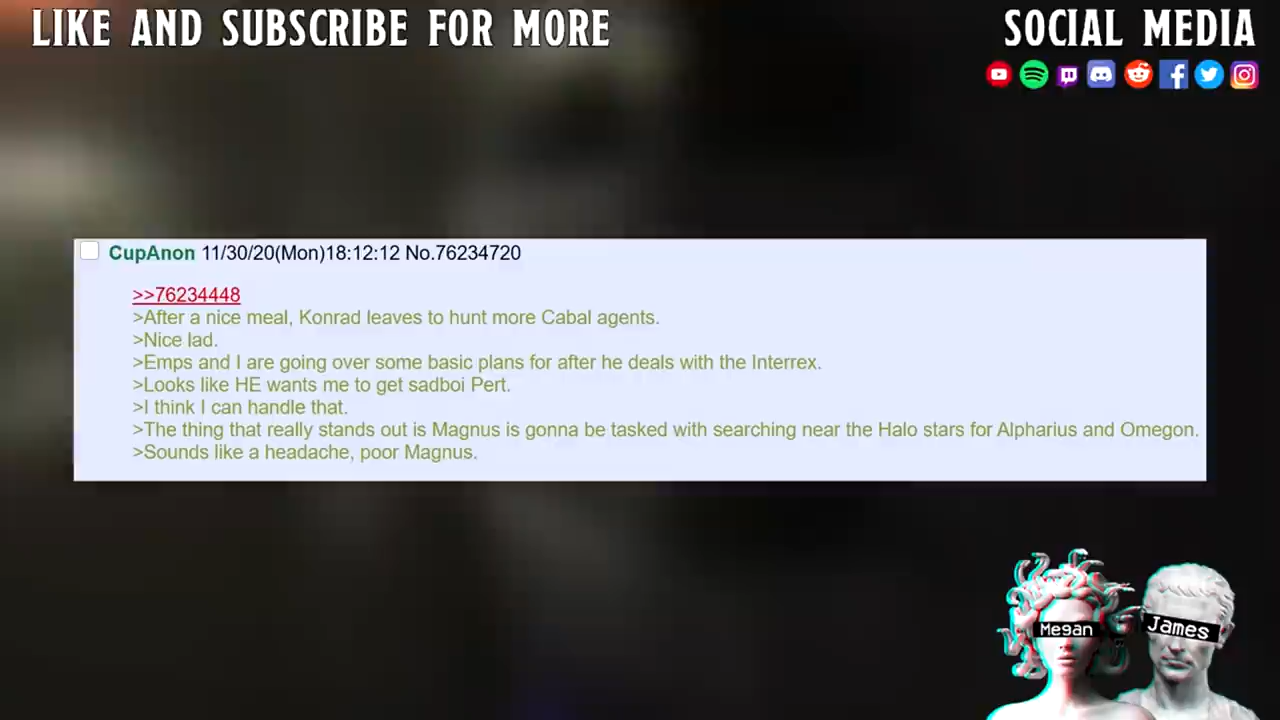 LIKE AND SUBSCRIBE FOR MORE
SOCIAL MEDIA
CupAnon 11/30/20(Mon)18:12:12 No.76234720
>>76234448
>After a nice meal, Konrad leaves to hunt more Cabal agents.
>Nice lad.
>Emps and I are going over some basic plans for after he deals with the Interrex.
>Looks like HE wants me to get sadboi Pert.
>I think I can handle that.
>The thing that really stands out is Magnus is gonna be tasked with searching near the Halo stars for Alpharius and Omegon.
>Sounds like a headache, poor Magnus.
Megan
James